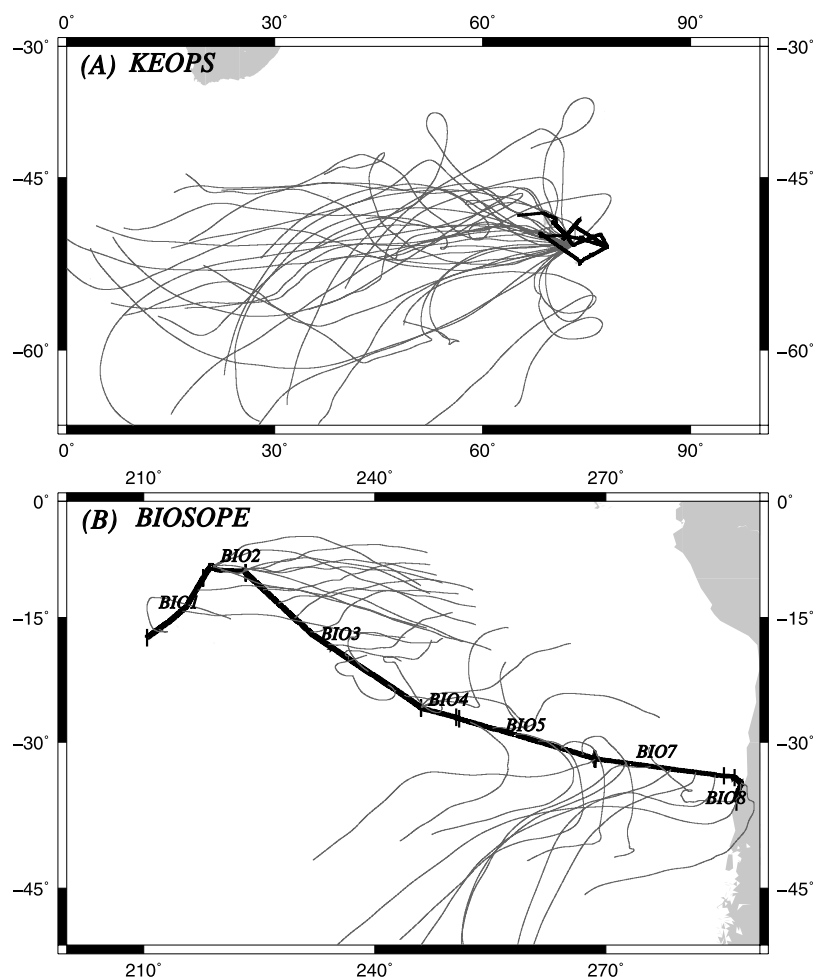 0° 30° 60° 90°
−30° −30°
(A) KEOPS
−45° −45°
−60° −60°
0° 30° 60° 90°
210° 240° 270°
0° 0°
(B) BIOSOPE
BIO2
BIO1
−15° −15°
BIO3
BIO4
BIO5
−30° −30°
BIO7
BIO8
−45° −45°
210° 240° 270°